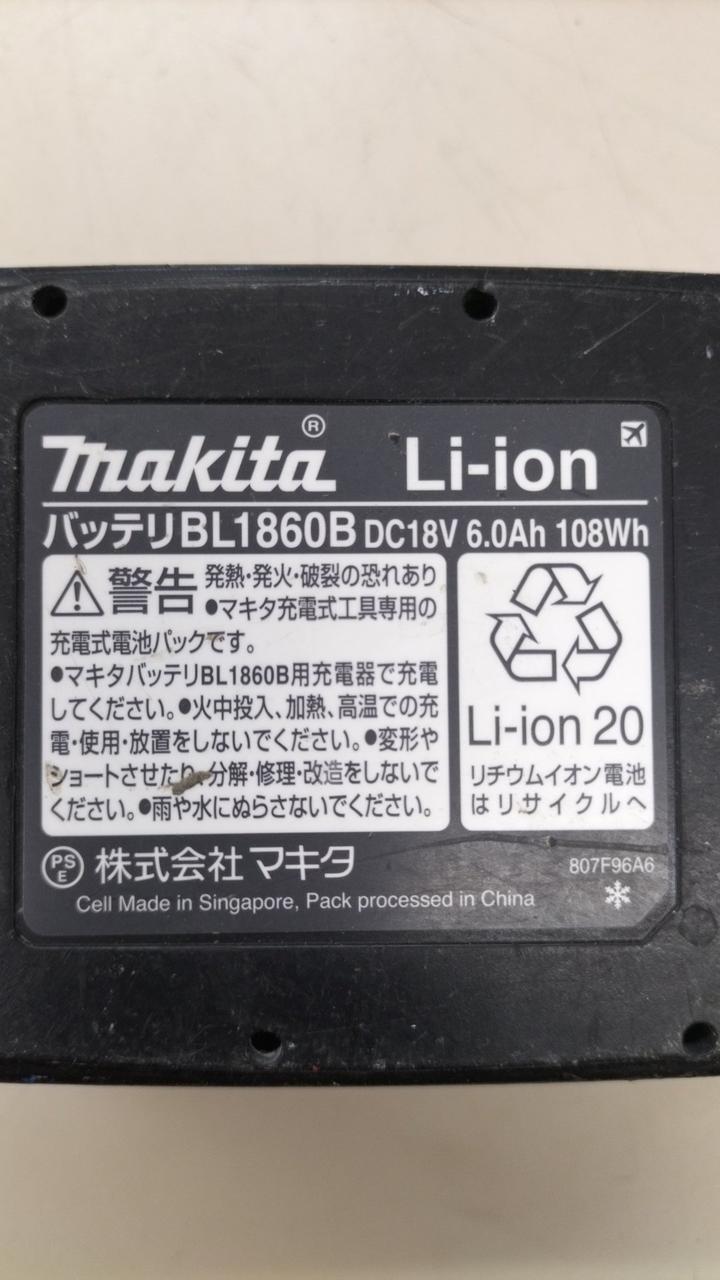 makita® Li-ion
バッテリBL1860B DC18V 6.0Ah 108Wh
警告 発熱・発火・破裂の恐れあり
●マキタ充電式工具専用の
充電式電池パックです。
●マキタバッテリBL1860B用充電器で充電
してください。●火中投入、加熱、高温での充
電・使用・放置をしないでください。●変形や
ショートさせたり、分解・修理・改造をしないで
ください。●雨や水にぬらさないでください。
Li-ion 20
リチウムイオン電池
はリサイクルへ
PS
E
株式会社 マキタ
807F96A6
Cell Made in Singapore, Pack processed in China